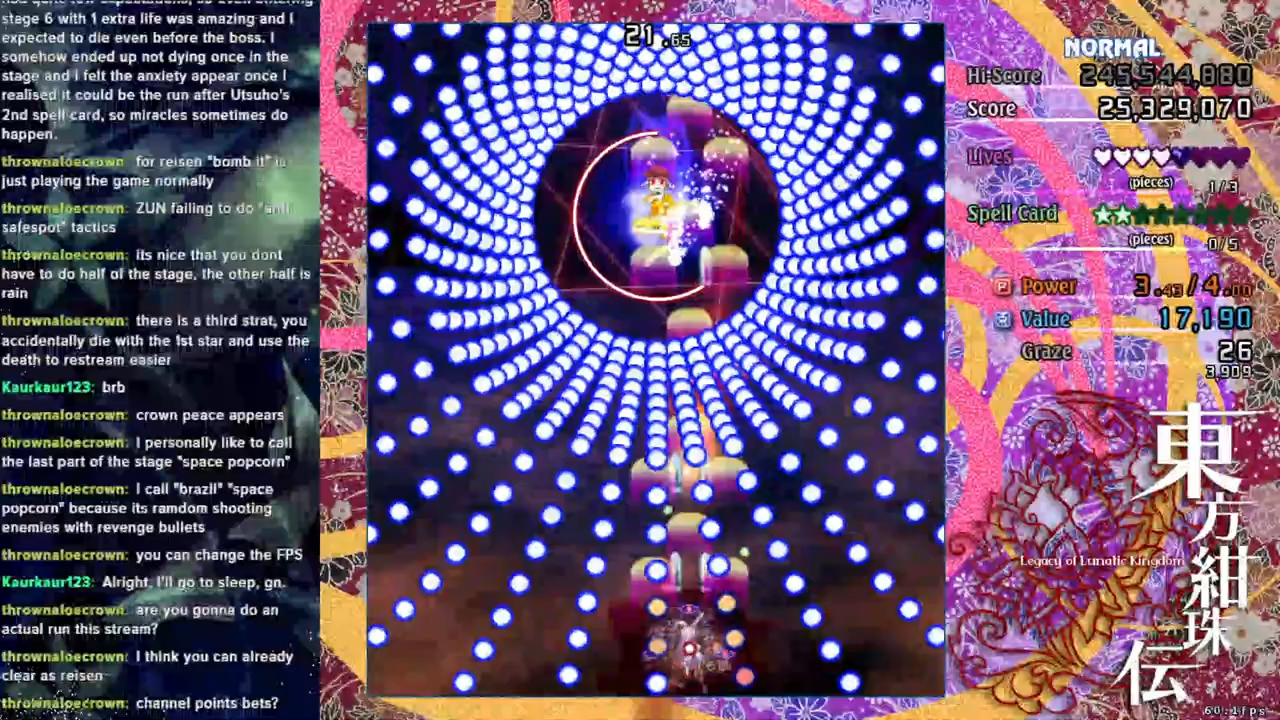 had quite low expectations, so even entering
stage 6 with 1 extra life was amazing and I
expected to die even before the boss. I
somehow ended up not dying once in the
stage and I felt the anxiety appear once I
realised it could be the run after Utsuho's
2nd spell card, so miracles sometimes do
happen.
thrownaloecrown: for reisen "bomb it" is
just playing the game normally
thrownaloecrown: ZUN failing to do "anti
safespot" tactics
thrownaloecrown: its nice that you dont
have to do half of the stage, the other half is
rain
thrownaloecrown: there is a third strat, you
accidentally die with the 1st star and use the
death to restream easier
Kaurkaur123: brb
thrownaloecrown: crown peace appears
thrownaloecrown: I personally like to call
the last part of the stage "space popcorn"
thrownaloecrown: I call "brazil" "space
popcorn" because its ramdom shooting
enemies with revenge bullets
thrownaloecrown: you can change the FPS
Kaurkaur123: Alright, I'll go to sleep, gn.
thrownaloecrown: are you gonna do an
actual run this stream?
thrownaloecrown: I think you can already
clear as reisen
thrownaloecrown: channel points bets?
21.65
NORMAL
Hi-Score 245,544,880
Score 25,329,070
Lives
(pieces) 1/3
Spell Card
(pieces) 0/5
Power 3.43/4.00
Value 17,190
Graze 26
3,909
東方紺珠伝
Legacy of Lunatic Kingdom
60.1fps